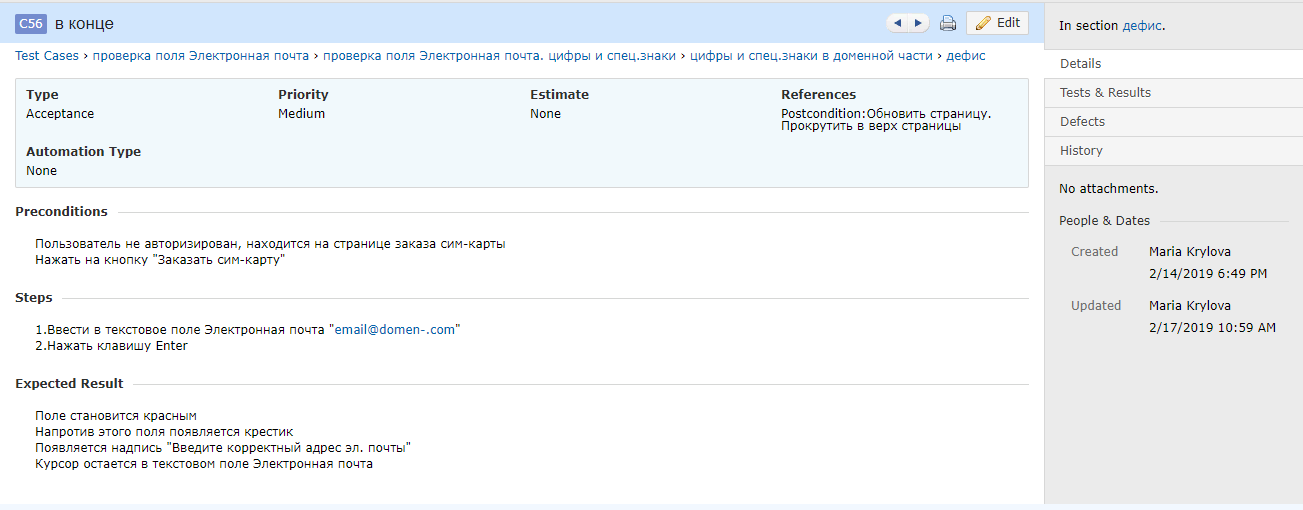 C56 в конце
Edit
Test Cases › проверка поля Электронная почта › проверка поля Электронная почта. цифры и спец.знаки › цифры и спец.знаки в доменной части › дефис
Type
Acceptance
Priority
Medium
Estimate
None
References
Postcondition:Обновить страницу.
Прокрутить в верх страницы
Automation Type
None
Preconditions
Пользователь не авторизирован, находится на странице заказа сим-карты
Нажать на кнопку "Заказать сим-карту"
Steps
1.Ввести в текстовое поле Электронная почта "email@domen-.com"
2.Нажать клавишу Enter
Expected Result
Поле становится красным
Напротив этого поля появляется крестик
Появляется надпись "Введите корректный адрес эл. почты"
Курсор остается в текстовом поле Электронная почта
In section дефис.
Details
Tests & Results
Defects
History
No attachments.
People & Dates
Created Maria Krylova
2/14/2019 6:49 PM
Updated Maria Krylova
2/17/2019 10:59 AM